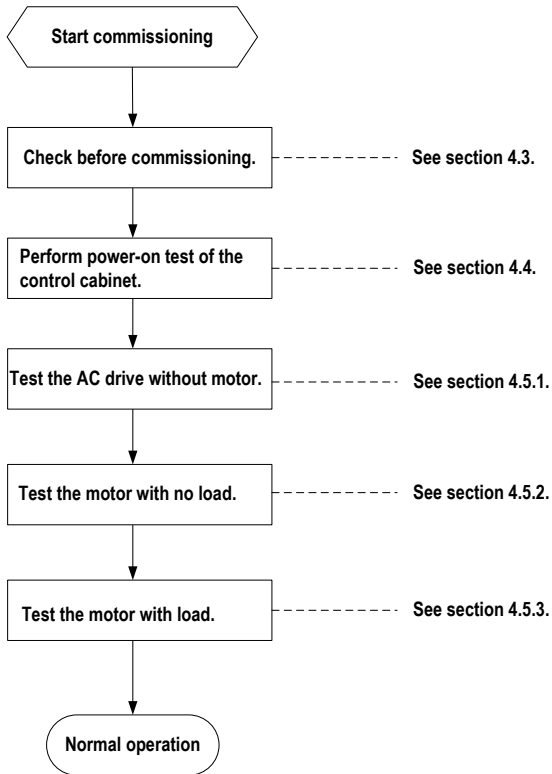 Start commissioning
Check before commissioning.
See section 4.3.
Perform power-on test of the
control cabinet.
See section 4.4.
Test the AC drive without motor.
See section 4.5.1.
Test the motor with no load.
See section 4.5.2.
Test the motor with load.
See section 4.5.3.
Normal operation